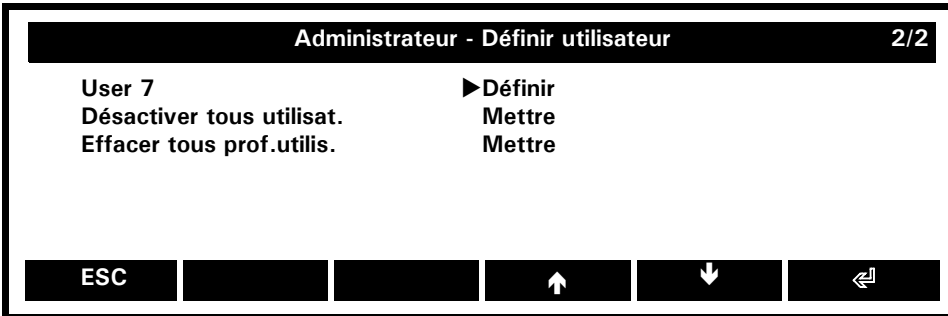 Administrateur - Définir utilisateur 2/2
User 7 ▶Définir
Désactiver tous utilisat. Mettre
Effacer tous prof.utilis. Mettre
ESC